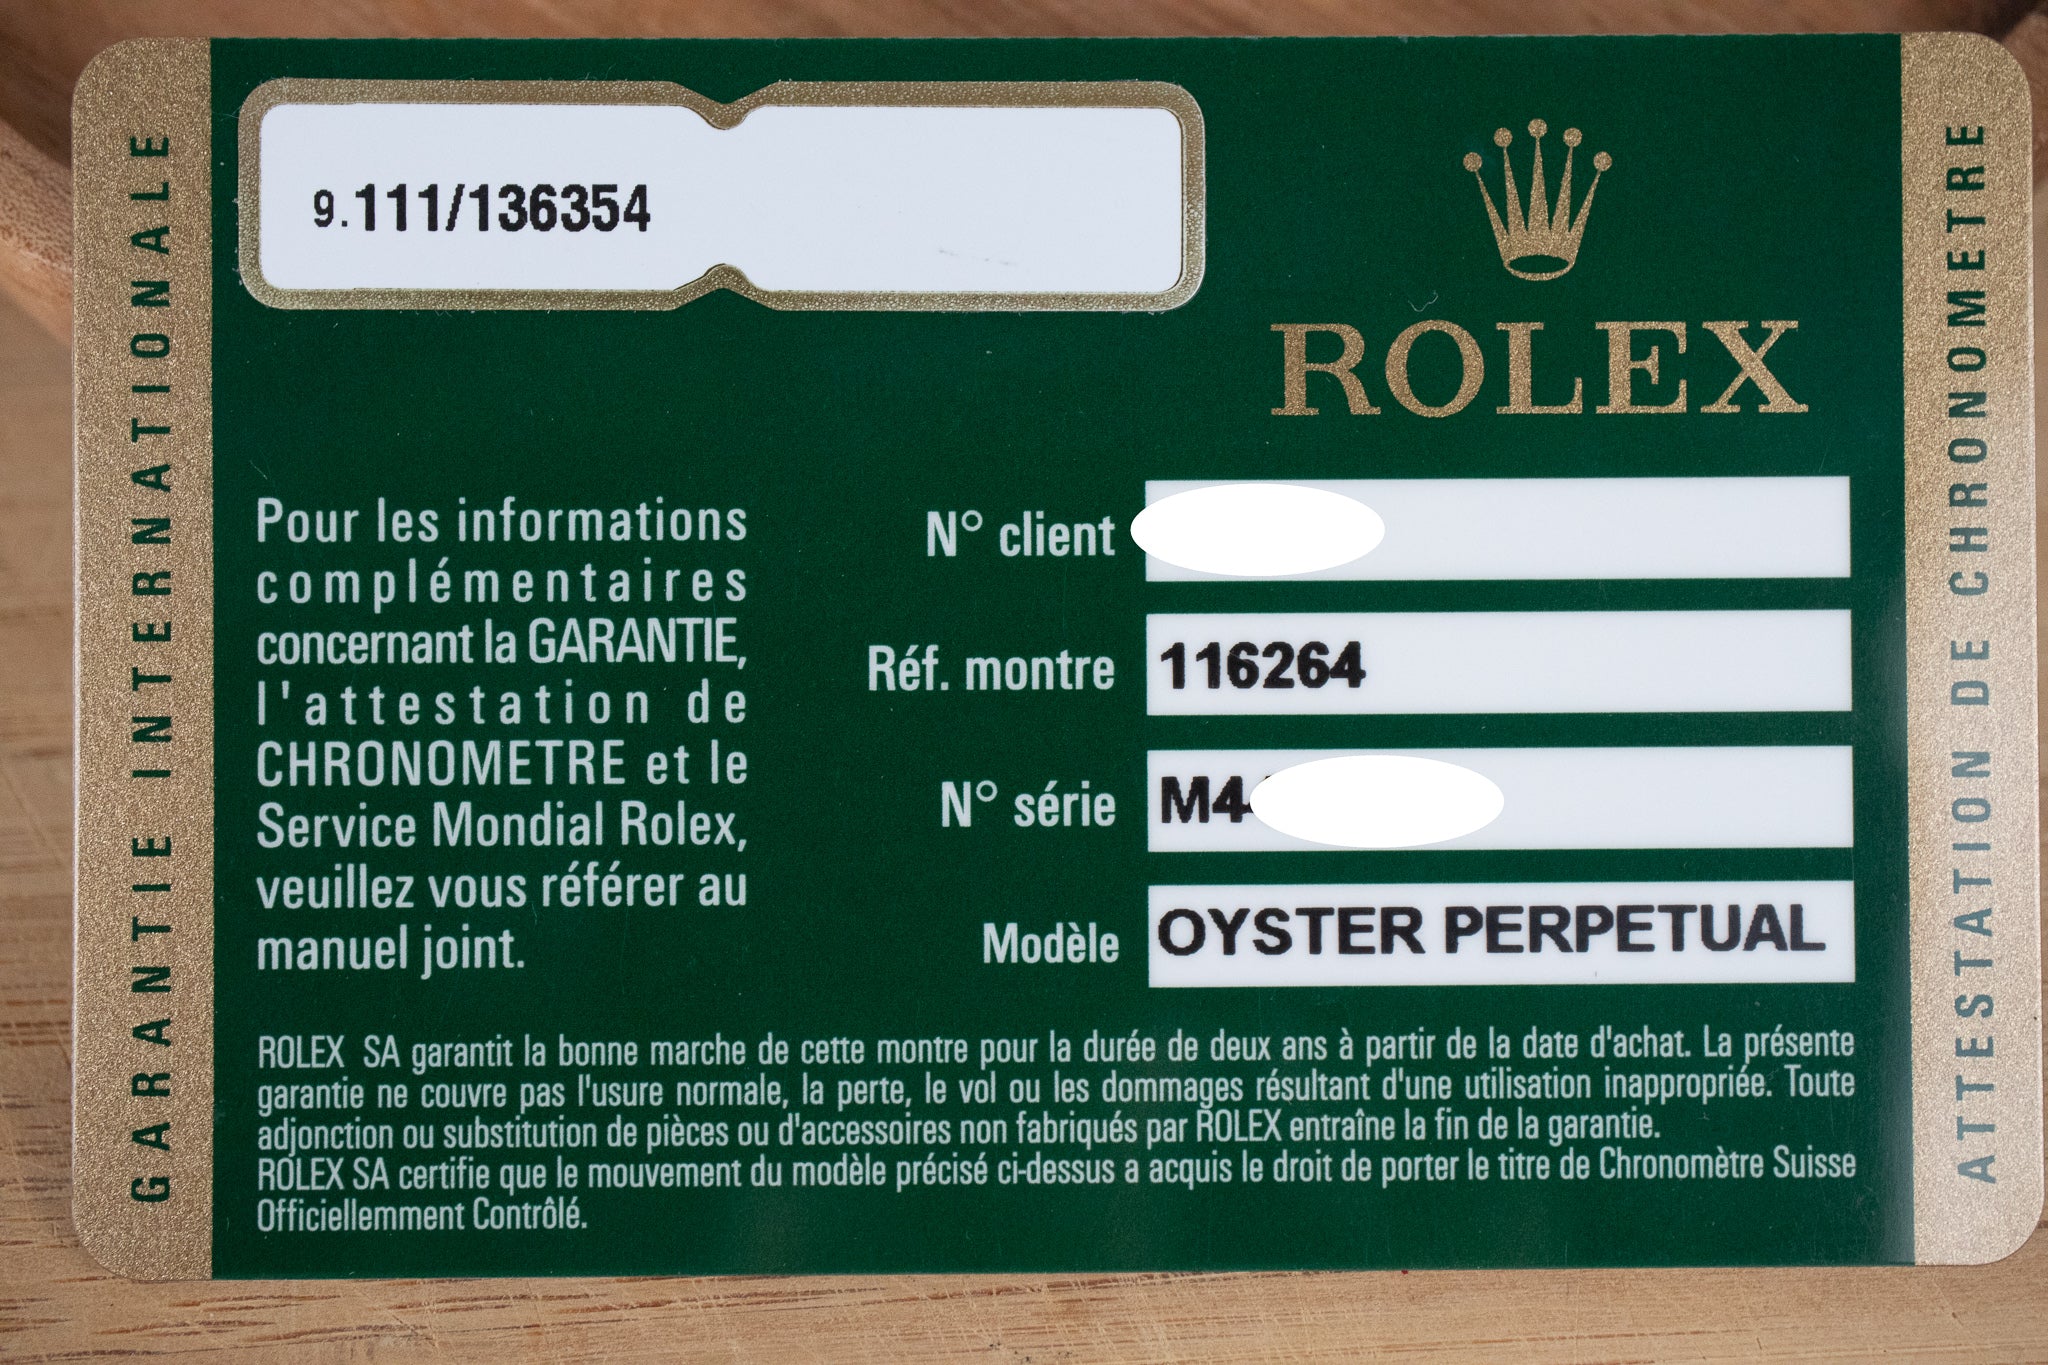 GARANTIE INTERNATIONALE
9.111/136354
ROLEX
Pour les informations
complémentaires
concernant la GARANTIE,
l'attestation de
CHRONOMETRE et le
Service Mondial Rolex,
veuillez vous référer au
manuel joint.
N° client
Réf. montre 116264
N° série M4
Modèle OYSTER PERPETUAL
ROLEX SA garantit la bonne marche de cette montre pour la durée de deux ans à partir de la date d'achat. La présente
garantie ne couvre pas l'usure normale, la perte, le vol ou les dommages résultant d'une utilisation inappropriée. Toute
adjonction ou substitution de pièces ou d'accessoires non fabriqués par ROLEX entraîne la fin de la garantie.
ROLEX SA certifie que le mouvement du modèle précisé ci-dessus a acquis le droit de porter le titre de Chronomètre Suisse
Officiellemment Contrôlé.
ATTESTATION DE CHRONOMETRE